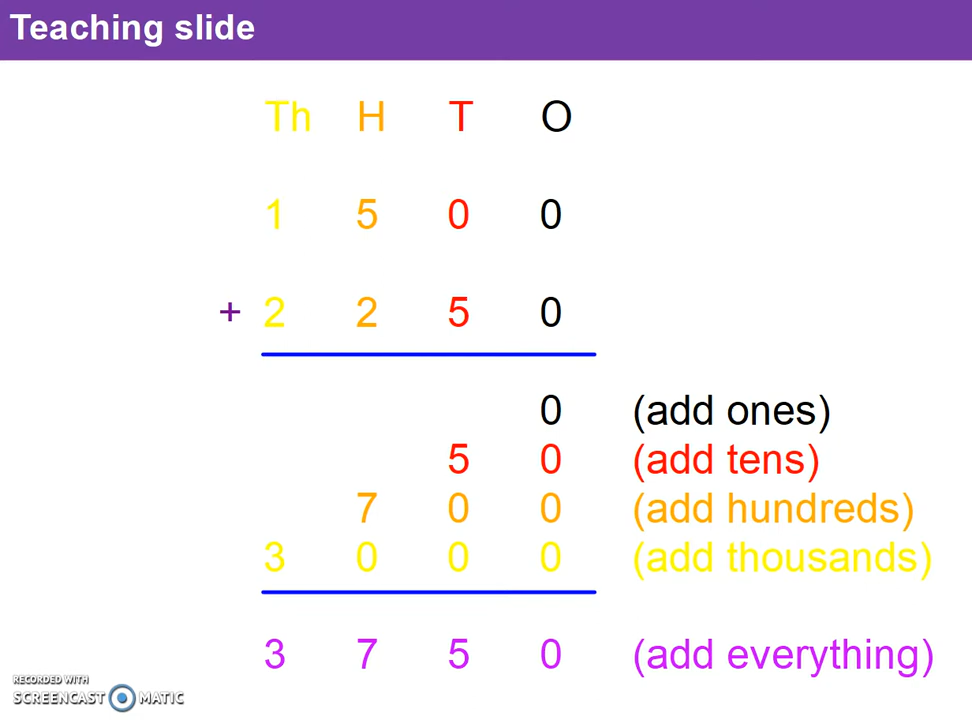 Teaching slide
Th H T O
1 5 0 0
+ 2 2 5 0
0 (add ones)
5 0 (add tens)
7 0 0 (add hundreds)
3 0 0 0 (add thousands)
3 7 5 0 (add everything)
RECORDED WITH
SCREENCAST MATIC